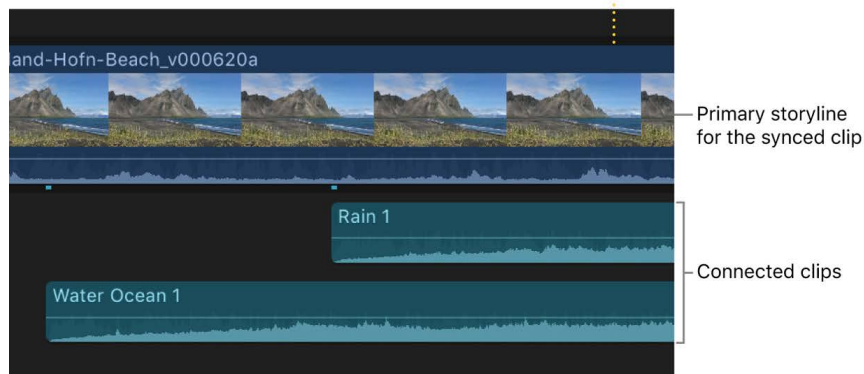 land-Hofn-Beach_v000620a
Primary storyline
for the synced clip
Rain 1
Connected clips
Water Ocean 1